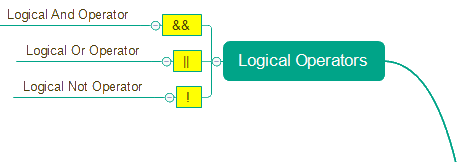 Logical And Operator
&&
Logical Or Operator
||
Logical Operators
Logical Not Operator
!